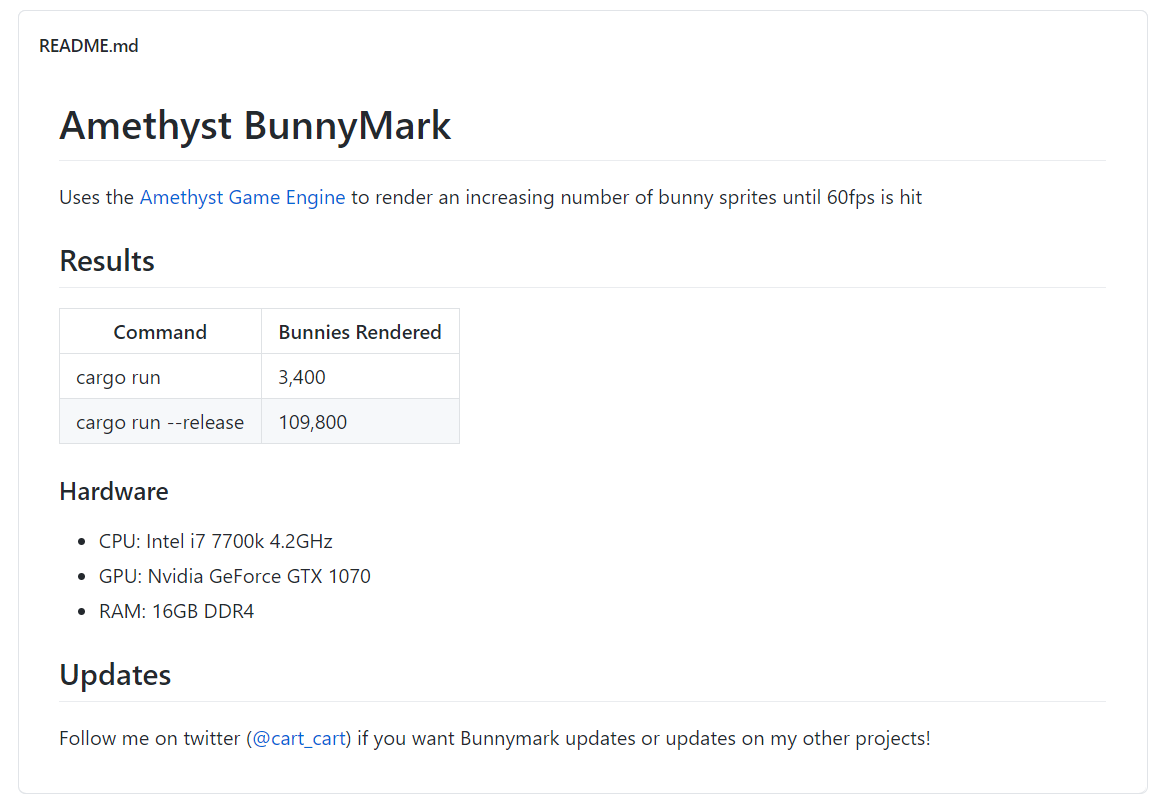 README.md
Amethyst BunnyMark
Uses the Amethyst Game Engine to render an increasing number of bunny sprites until 60fps is hit
Results
Command Bunnies Rendered
cargo run 3,400
cargo run --release 109,800
Hardware
CPU: Intel i7 7700k 4.2GHz
GPU: Nvidia GeForce GTX 1070
RAM: 16GB DDR4
Updates
Follow me on twitter (@cart_cart) if you want Bunnymark updates or updates on my other projects!